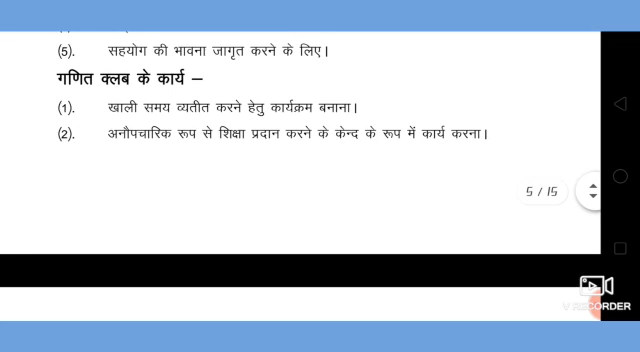 (5). सहयोग की भावना जागृत करने के लिए।
गणित क्लब के कार्य –
(1). खाली समय व्यतीत करने हेतु कार्यक्रम बनाना।
(2). अनौपचारिक रूप से शिक्षा प्रदान करने के केन्द के रूप में कार्य करना।
5 / 15
V RECORDER